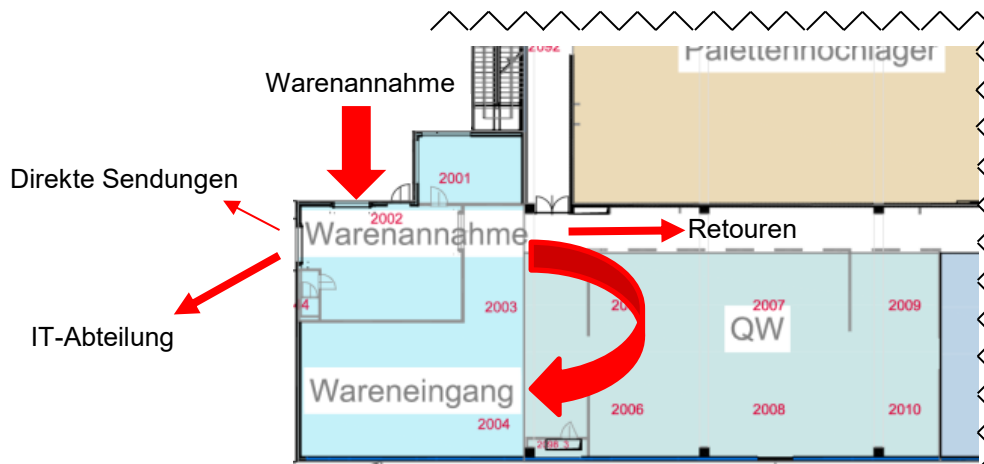 Palettenhochlager
2092
Warenannahme
2001
Direkte Sendungen
2002
Warenannahme
Retouren
2003
2007
2009
QW
IT-Abteilung
Wareneingang
2006
2008
2010
2004